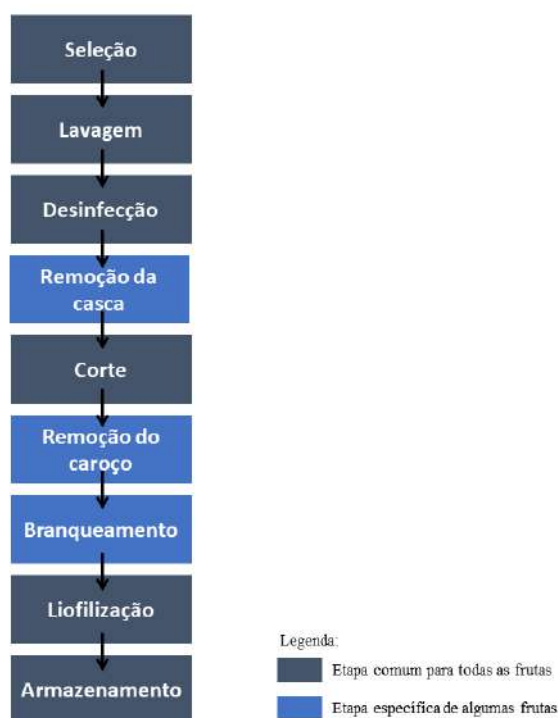 Seleção
Lavagem
Desinfecção
Remoção da
casca
Corte
Remoção do
caroço
Branqueamento
Liofilização
Armazenamento
Legenda:
Etapa comum para todas as frutas
Etapa específica de algumas frutas